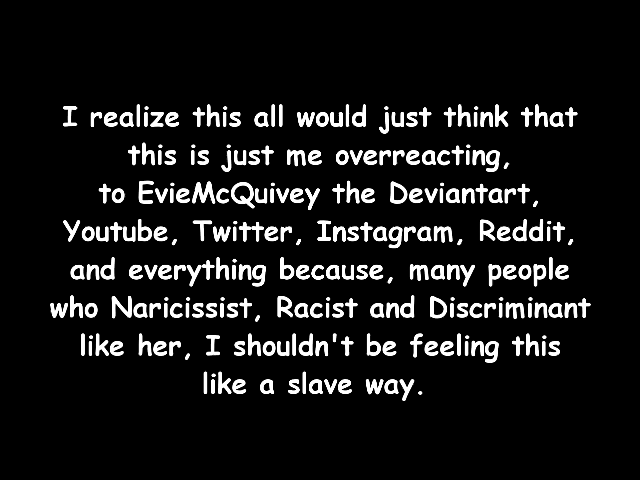 I realize this all would just think that
this is just me overreacting,
to EvieMcQuivey the Deviantart,
Youtube, Twitter, Instagram, Reddit,
and everything because, many people
who Naricissist, Racist and Discriminant
like her, I shouldn't be feeling this
like a slave way.